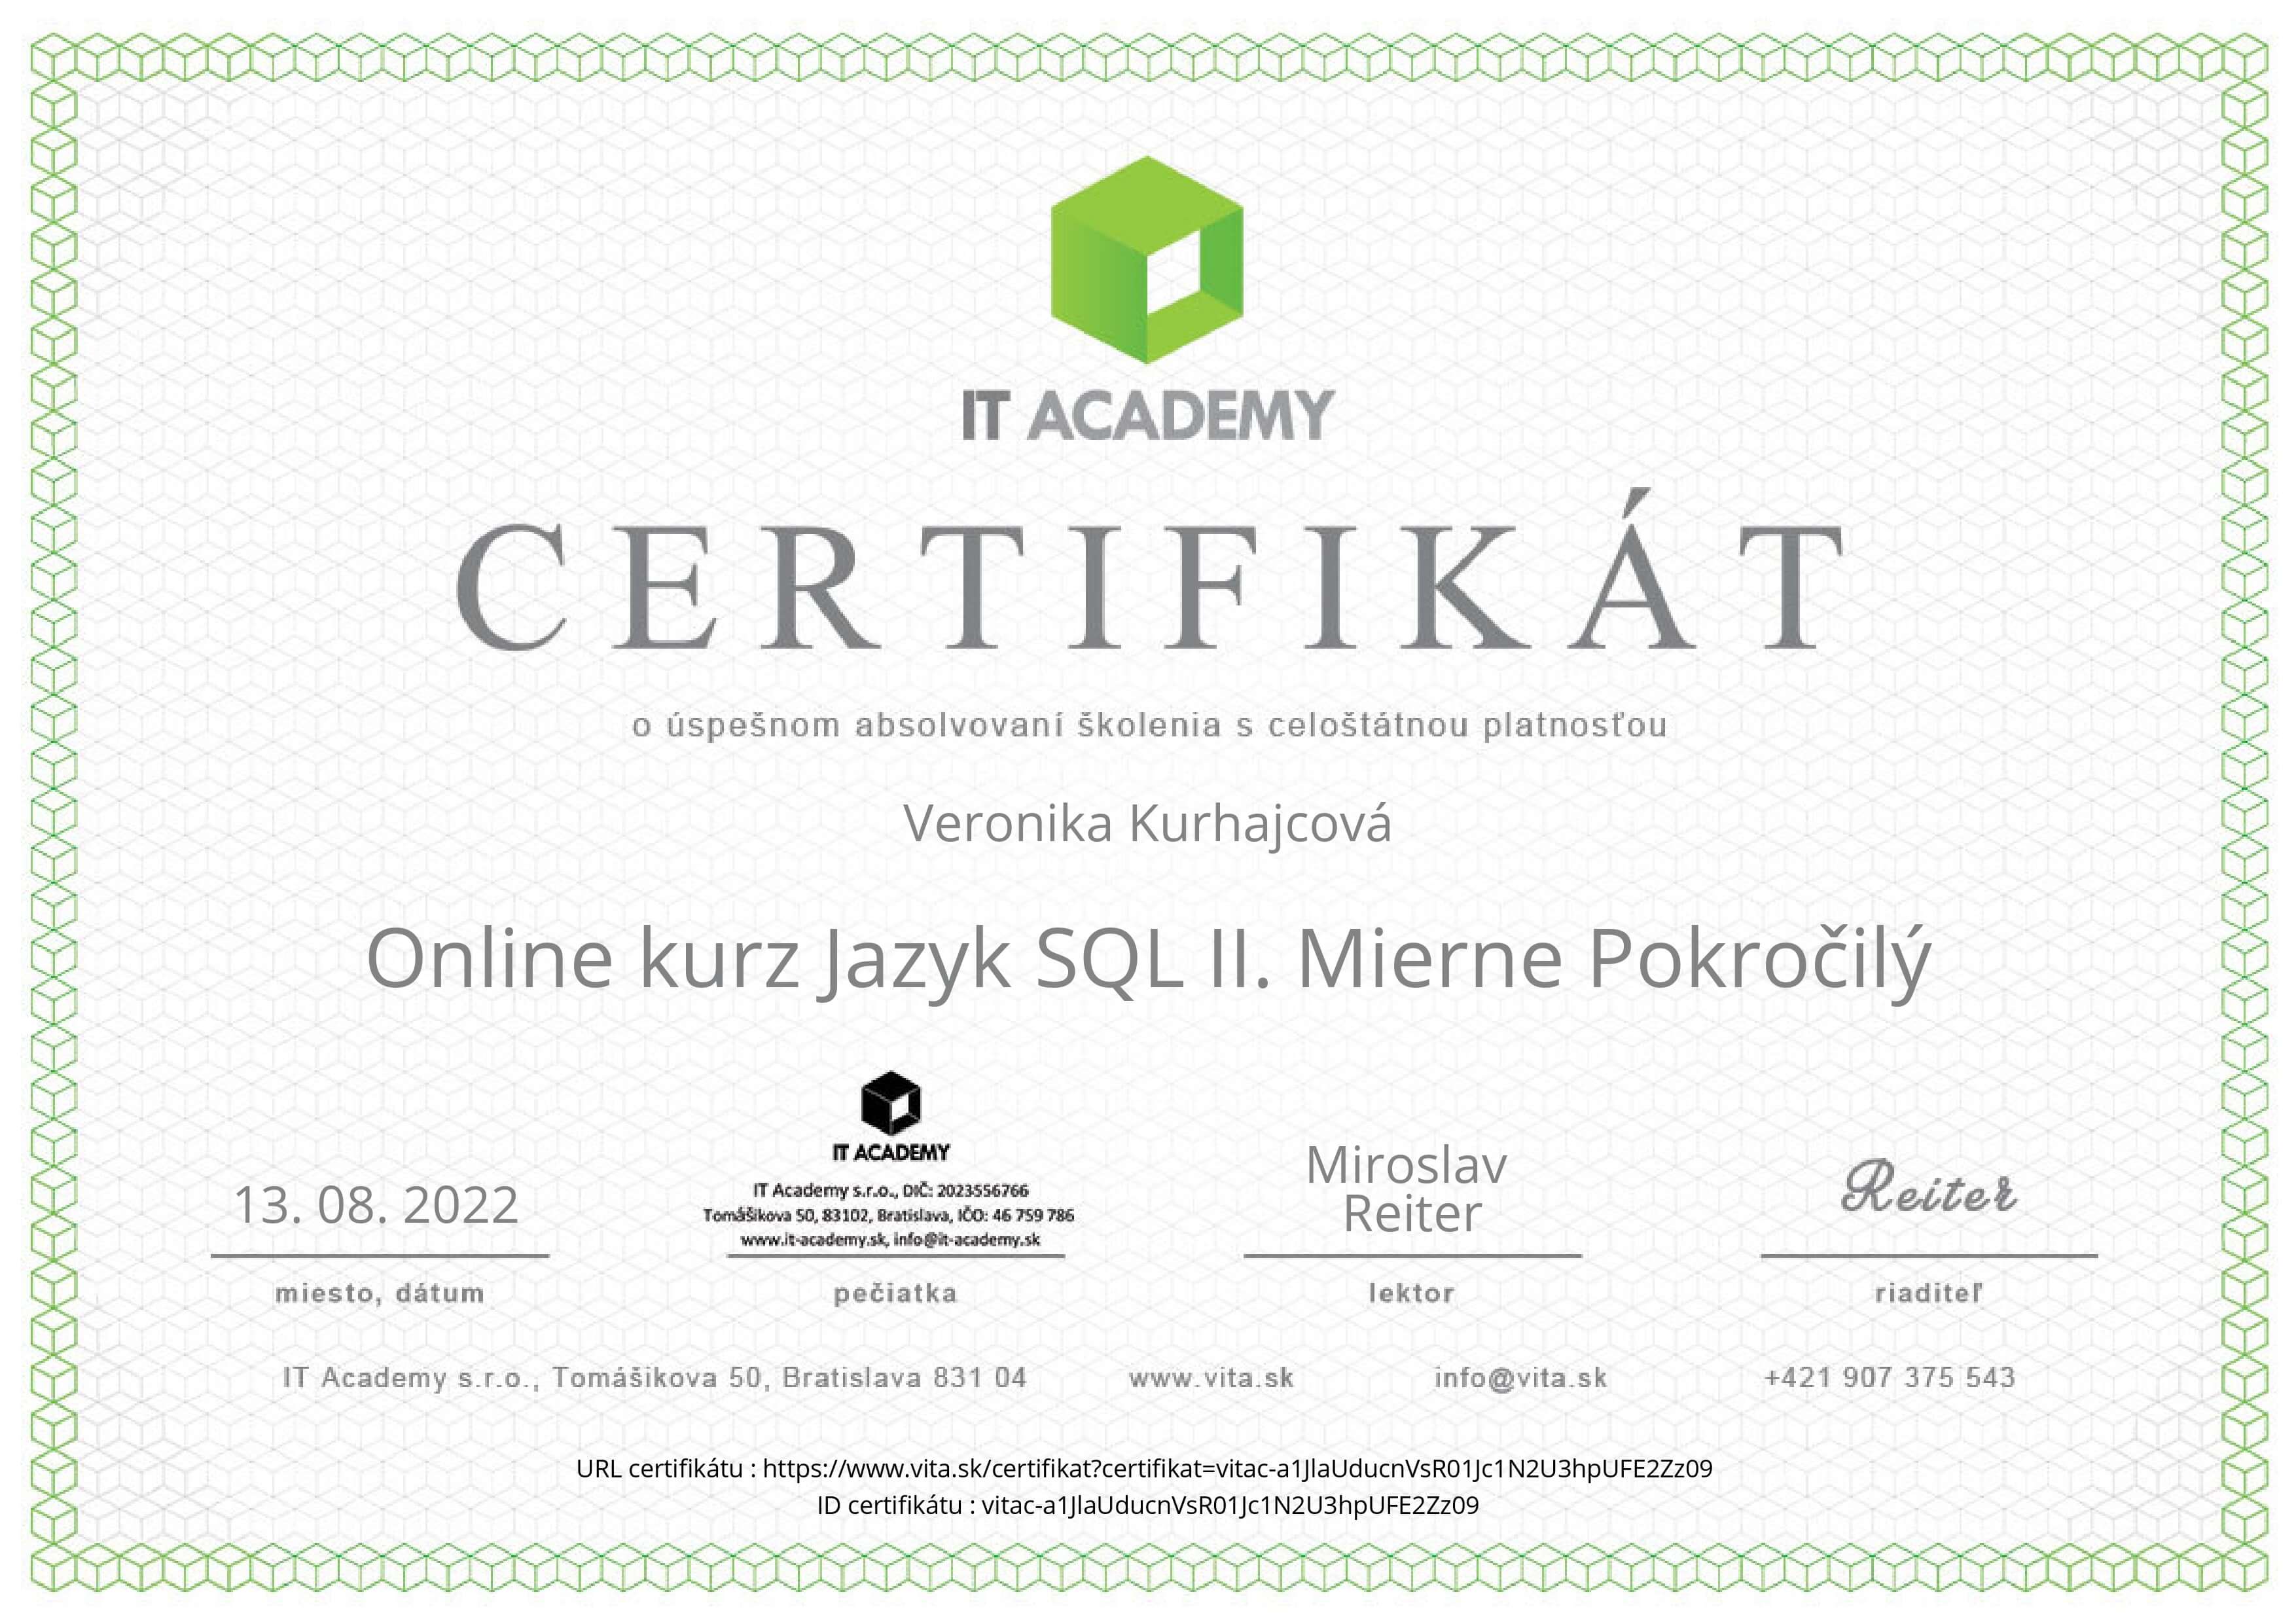 IT ACADEMY
CERTIFIKÁT
o úspešnom absolvovaní školenia s celoštátnou platnosťou
Veronika Kurhajcová
Online kurz Jazyk SQL II. Mierne Pokročilý
13. 08. 2022
miesto, dátum
IT ACADEMY
IT Academy s.r.o., DIČ: 2023556766
Tomášikova 50, 83102, Bratislava, IČO: 46 759 786
www.it-academy.sk, info@it-academy.sk
pečiatka
Miroslav
Reiter
lektor
Reiter
riaditeľ
IT Academy s.r.o., Tomášikova 50, Bratislava 831 04 www.vita.sk info@vita.sk +421 907 375 543
URL certifikátu : https://www.vita.sk/certifikat?certifikat=vitac-a1JlaUducnVsR01Jc1N2U3hpUFE2Zz09
ID certifikátu : vitac-a1JlaUducnVsR01Jc1N2U3hpUFE2Zz09